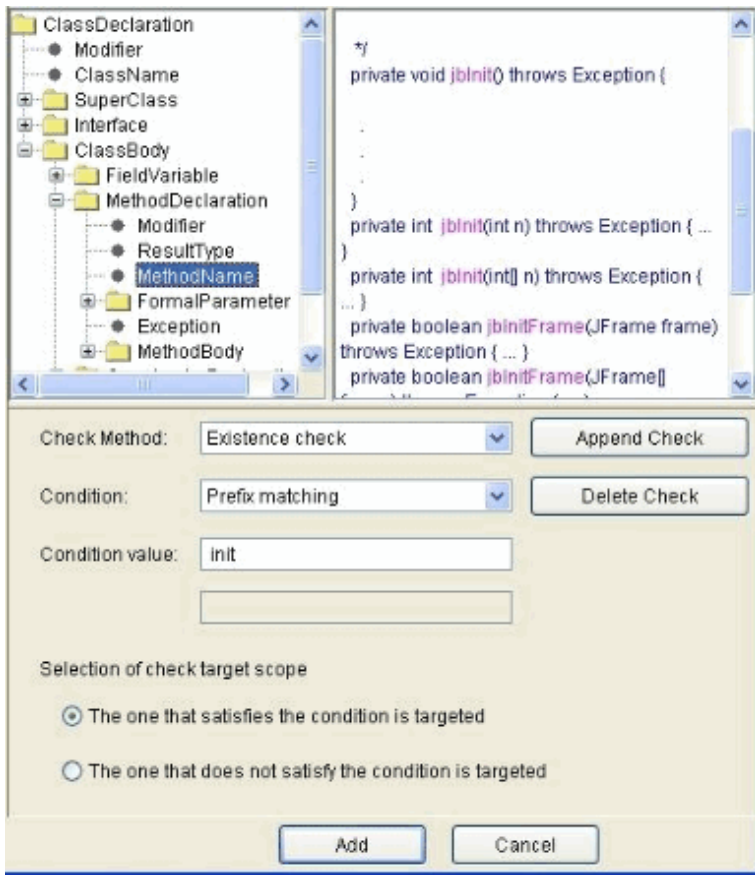 ClassDeclaration
Modifier
ClassName
SuperClass
Interface
ClassBody
FieldVariable
MethodDeclaration
Modifier
ResultType
MethodName
FormalParameter
Exception
MethodBody
*/
private void jbInit() throws Exception {
.
.
.
}
private int jbInit(int n) throws Exception { ...
}
private int jbInit(int[] n) throws Exception {
... }
private boolean jbInitFrame(JFrame frame)
throws Exception { ... }
private boolean jbInitFrame(JFrame[]
Check Method: Existence check Append Check
Condition: Prefix matching Delete Check
Condition value: init
Selection of check target scope
The one that satisfies the condition is targeted
The one that does not satisfy the condition is targeted
Add Cancel